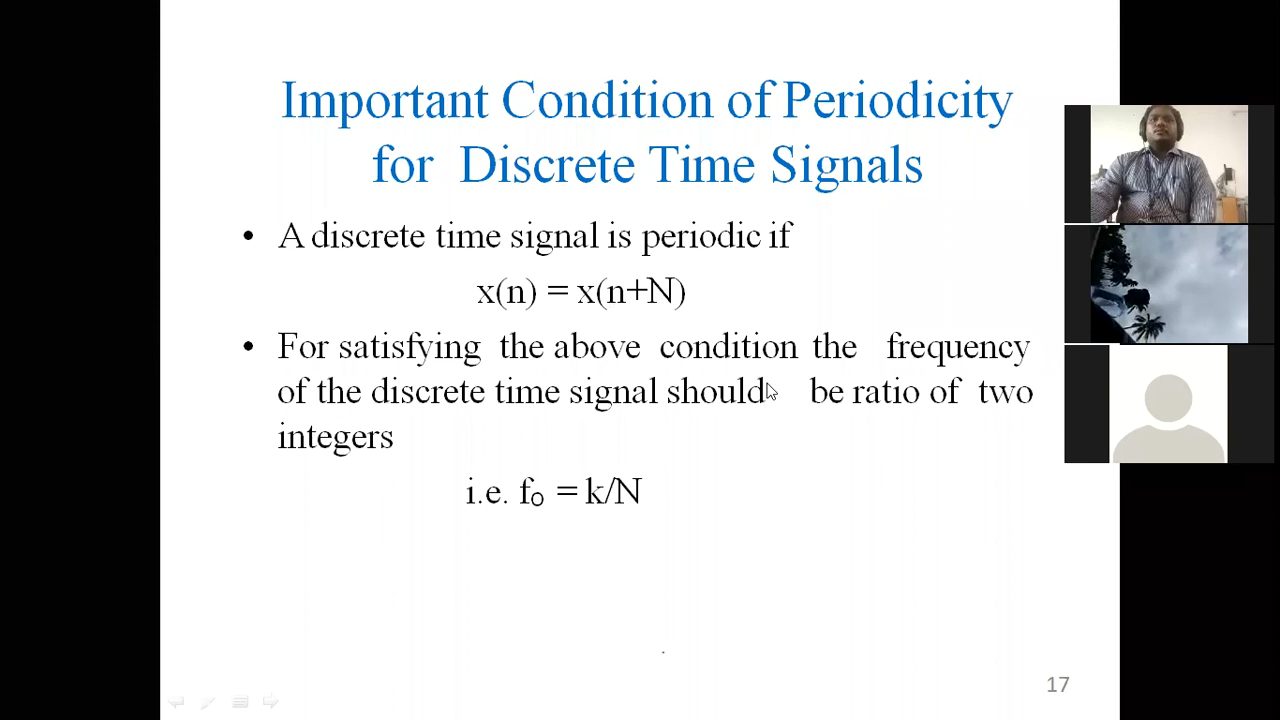 Important Condition of Periodicity
for Discrete Time Signals
• A discrete time signal is periodic if
x(n) = x(n+N)
• For satisfying the above condition the frequency
of the discrete time signal should be ratio of two
integers
i.e. f₀ = k/N
17